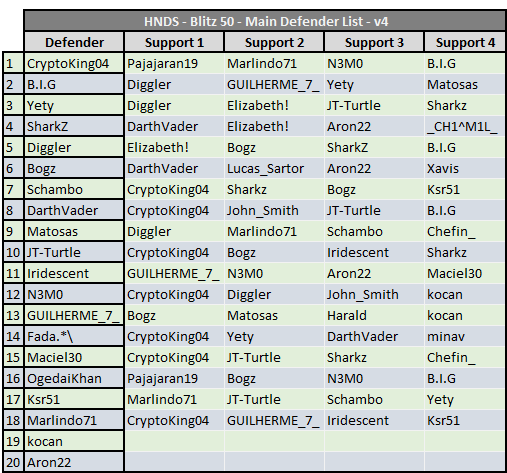 HNDS - Blitz 50 - Main Defender List - v4
Defender Support 1 Support 2 Support 3 Support 4
1 CryptoKing04 Pajajaran19 Marlindo71 N3M0 B.I.G
2 B.I.G Diggler GUILHERME_7_ Yety Matosas
3 Yety Diggler Elizabeth! JT-Turtle Sharkz
4 SharkZ DarthVader Elizabeth! Aron22 _CH1^M1L_
5 Diggler Elizabeth! Bogz SharkZ B.I.G
6 Bogz DarthVader Lucas_Sartor Aron22 Xavis
7 Schambo CryptoKing04 Sharkz Bogz Ksr51
8 DarthVader CryptoKing04 John_Smith JT-Turtle B.I.G
9 Matosas Diggler Marlindo71 Schambo Chefin_
10 JT-Turtle CryptoKing04 Bogz Iridescent Sharkz
11 Iridescent GUILHERME_7_ N3M0 Aron22 Maciel30
12 N3M0 CryptoKing04 Diggler John_Smith kocan
13 GUILHERME_7_ Bogz Matosas Harald kocan
14 Fada.*\ CryptoKing04 Yety DarthVader minav
15 Maciel30 CryptoKing04 JT-Turtle Sharkz Chefin_
16 OgedaiKhan Pajajaran19 Bogz N3M0 B.I.G
17 Ksr51 Marlindo71 JT-Turtle Schambo Yety
18 Marlindo71 CryptoKing04 GUILHERME_7_ Iridescent Ksr51
19 kocan
20 Aron22